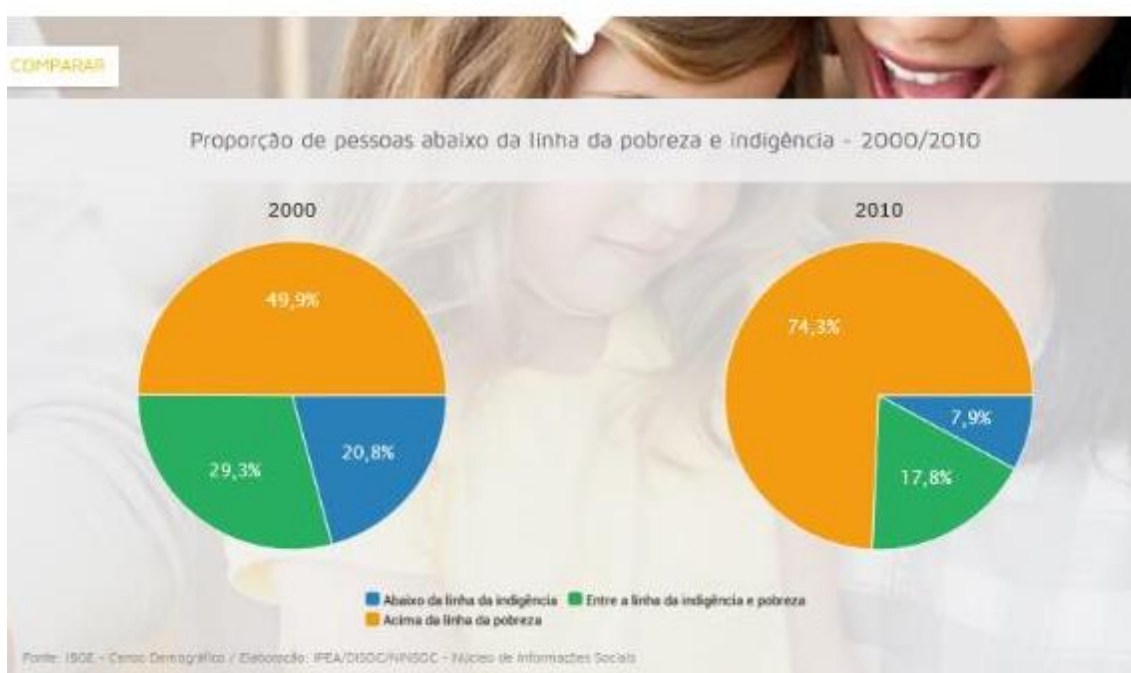 COMPARAR
Proporção de pessoas abaixo da linha da pobreza e indigência - 2000/2010
2000
2010
49,9%
29,3%
20,8%
74,3%
7,9%
17,8%
Abaixo da linha da indigência Entre a linha da indigência e pobreza
Acima da linha da pobreza
Fonte: IBGE - Censo Demográfico / Elaboração: IPEA/DISOC/NINSOC - Núcleo de Informações Sociais